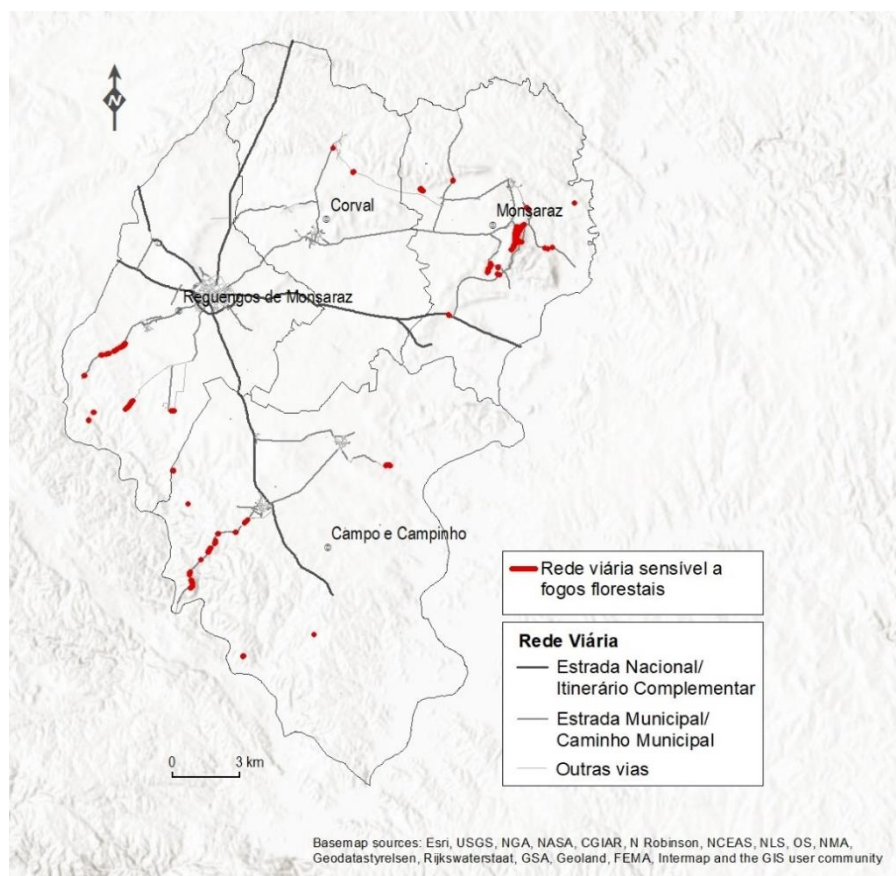 N
Corval
Monsaraz
Reguengos de Monsaraz
Campo e Campinho
Rede viária sensível a
fogos florestais
Rede Viária
Estrada Nacional/
Itinerário Complementar
Estrada Municipal/
Caminho Municipal
Outras vias
0 3 km
Basemap sources: Esri, USGS, NGA, NASA, CGIAR, N Robinson, NCEAS, NLS, OS, NMA,
Geodatastyrelsen, Rijkswaterstaat, GSA, Geoland, FEMA, Intermap and the GIS user community